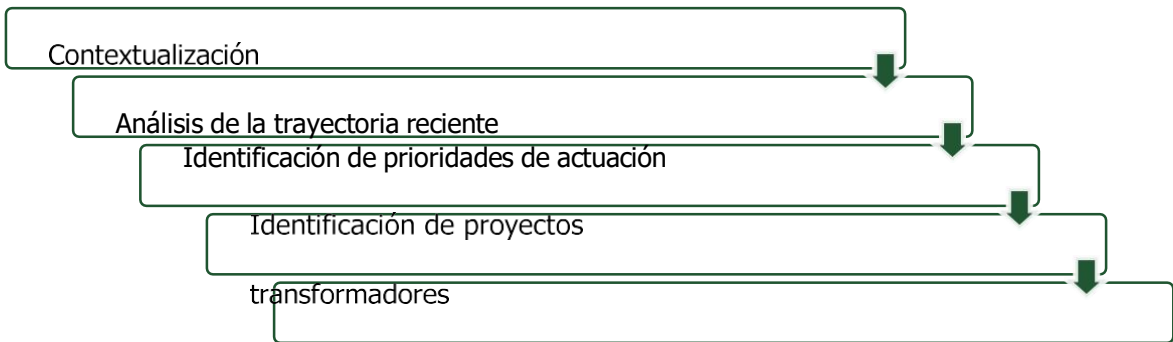 Contextualización
Análisis de la trayectoria reciente
Identificación de prioridades de actuación
Identificación de proyectos
transformadores